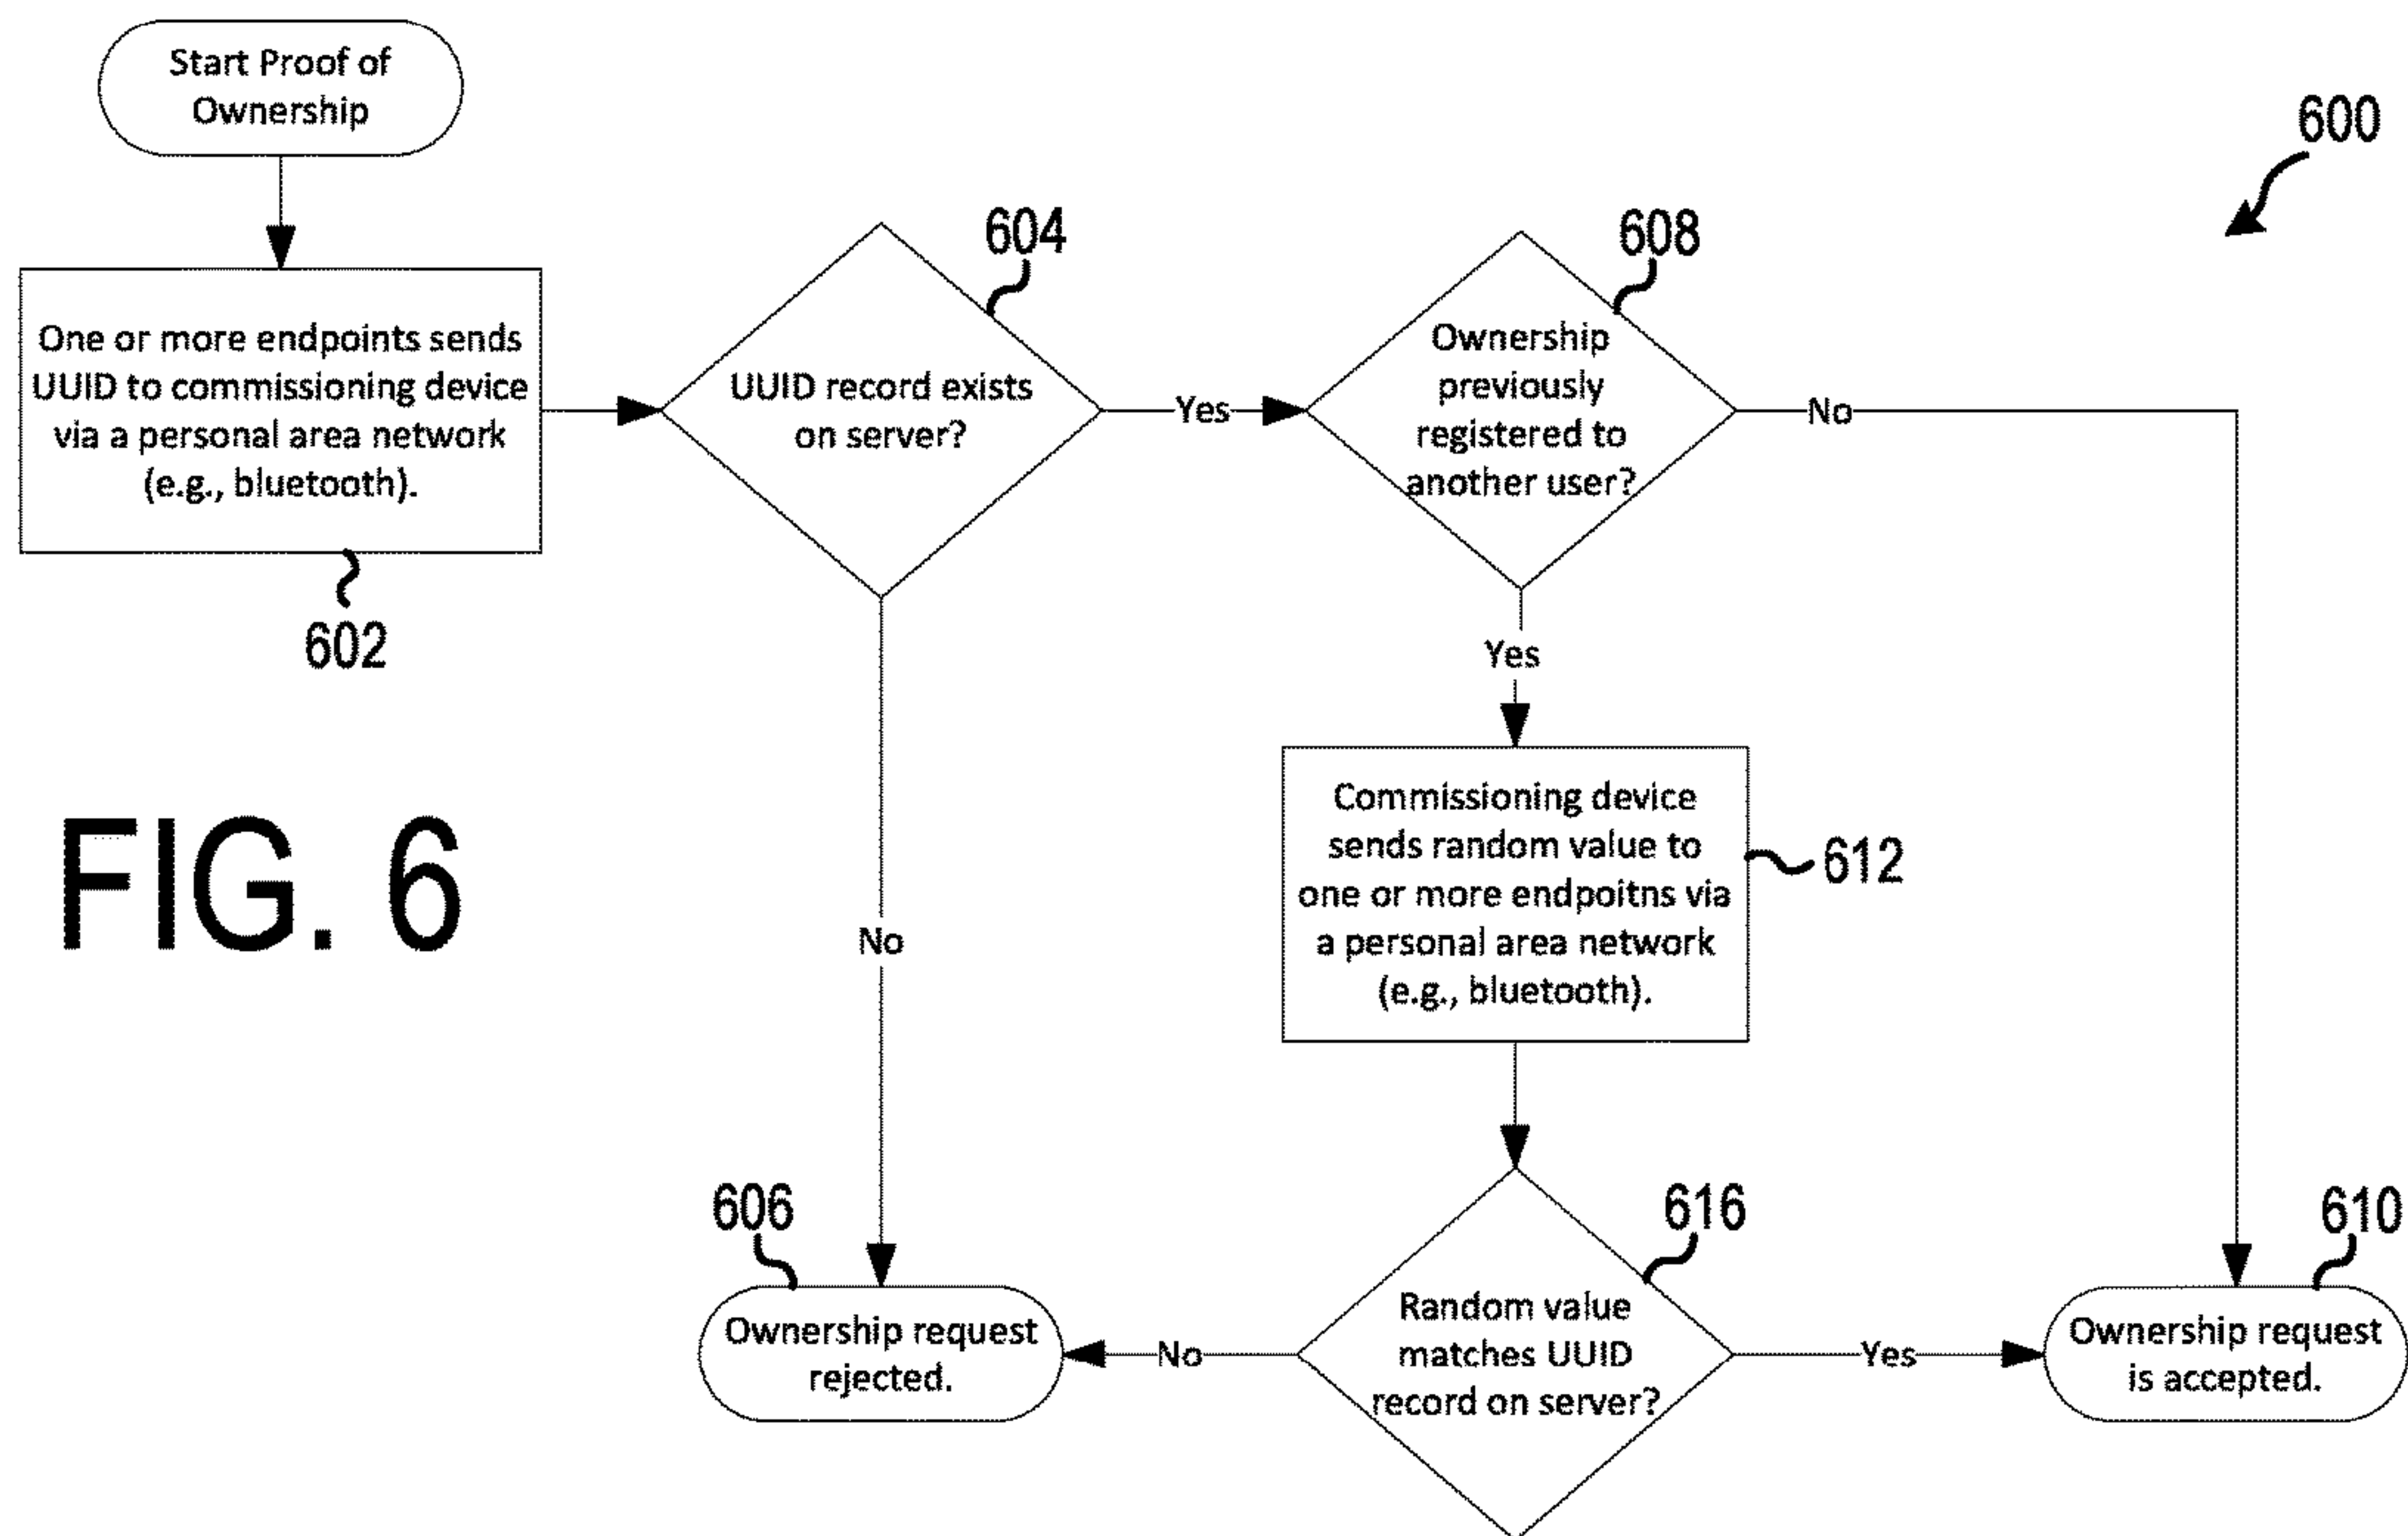 Start Proof of
Ownership
600
604
608
One or more endpoints sends
UUID to commissioning device
via a personal area network
(e.g., bluetooth).
602
UUID record exists
on server?
Yes
Ownership
previously
registered to
another user?
No
Yes
No
Commissioning device
sends random value to
one or more endpoitns via
a personal area network
(e.g., bluetooth).
612
FIG. 6
606
Ownership request
rejected.
No
616
Random value
matches UUID
record on server?
Yes
610
Ownership request
is accepted.